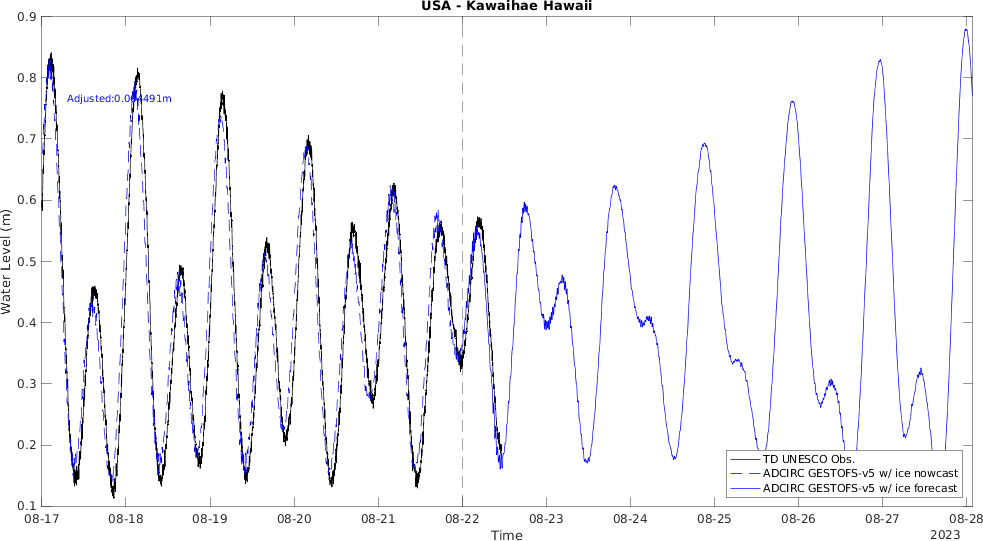 USA - Kawaihae Hawaii
0.9
0.8
0.7
0.6
0.5
0.4
0.3
0.2
0.1
Water Level (m)
TD UNESCO Obs.
ADCIRC GESTOFS-v5 w/ ice nowcast
ADCIRC GESTOFS-v5 w/ ice forecast
08-17 08-18 08-19 08-20 08-21 08-22 08-23 08-24 08-25 08-26 08-27 08-28
Time
2023